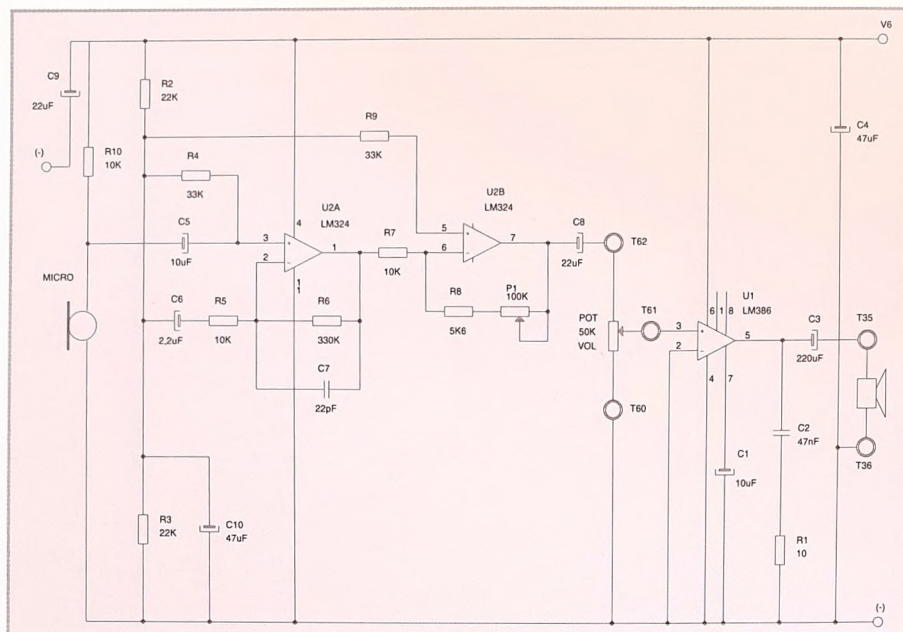 V6
C9
22uF
(-)
R10
10K
R2
22K
R4
33K
R9
33K
C4
47uF
C5
10uF
U2A
LM324
4
3
2
1
1
1
R7
10K
U2B
LM324
5
6
7
C8
22uF
T62
MICRO
C6
2,2uF
R5
10K
R6
330K
C7
22pF
R8
5K6
P1
100K
POT
50K
VOL
T61
T60
U1
LM386
6
1
8
3
2
5
4
7
C3
220uF
T35
T36
C2
47nF
C1
10uF
R1
10
R3
22K
C10
47uF
(-)